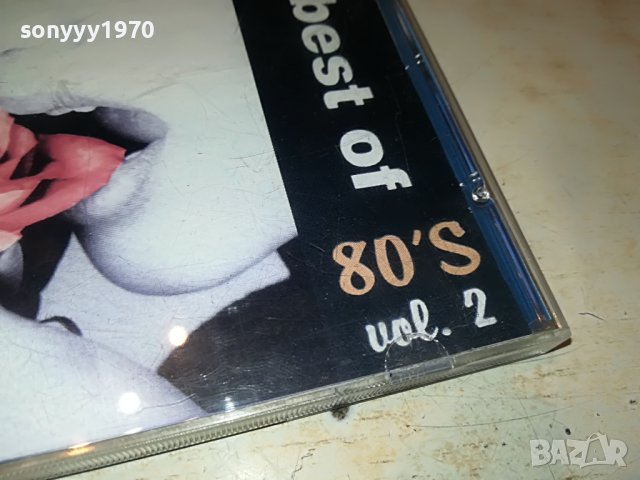 sonyyy1970
best of
80's
vol. 2
BAZAR